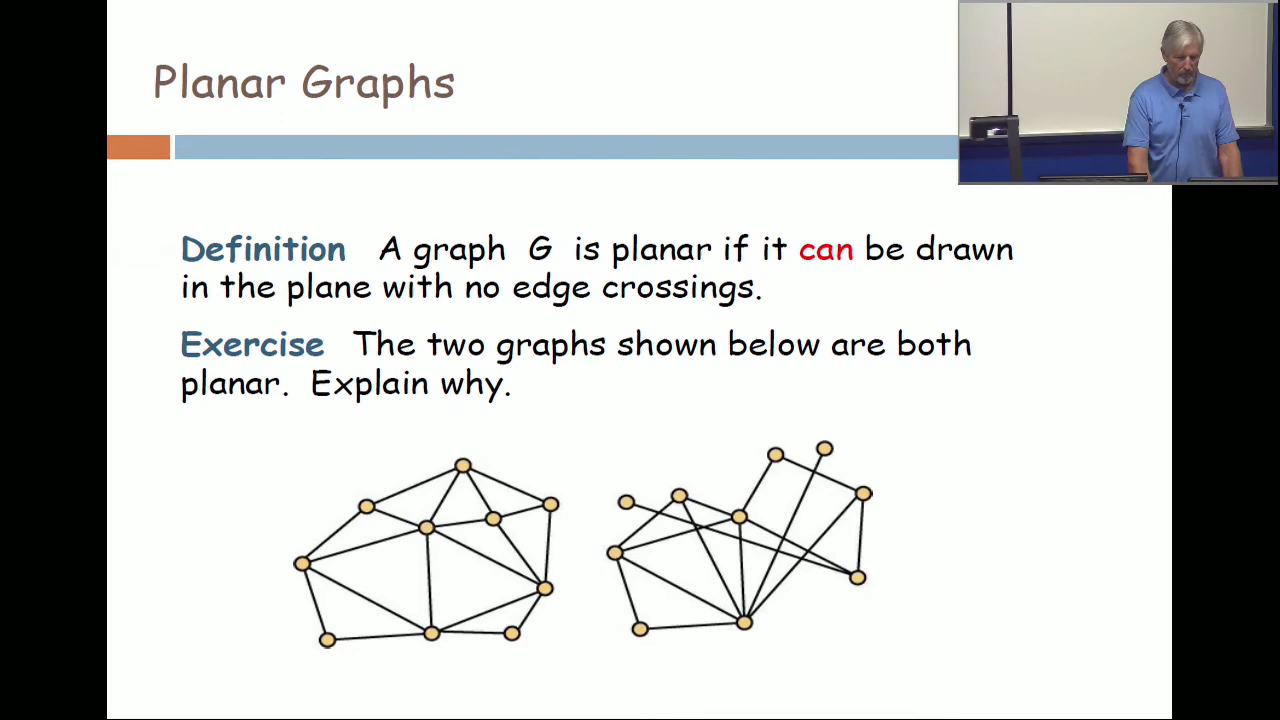 Planar Graphs
Definition A graph G is planar if it can be drawn
in the plane with no edge crossings.
Exercise The two graphs shown below are both
planar. Explain why.